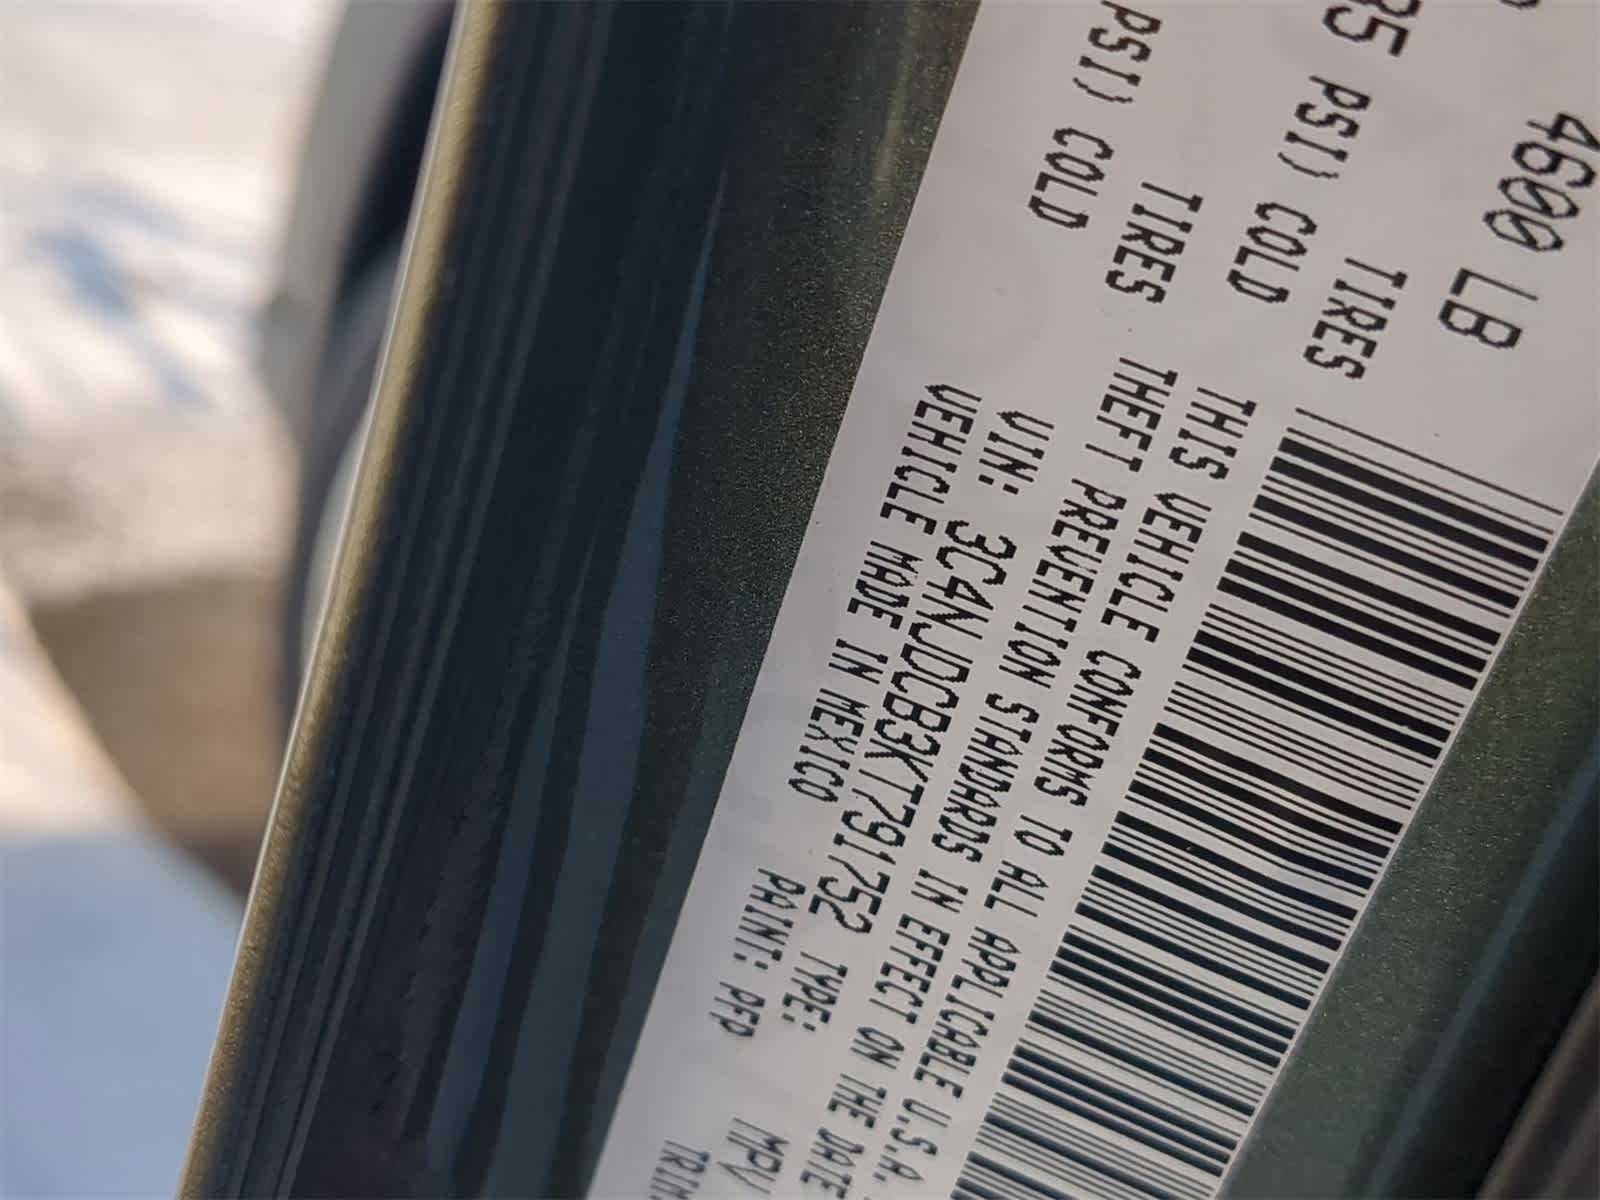 4600 LB
35 PSI) COLD TIRES
PSI) COLD TIRES
THIS VEHICLE CONFORMS TO ALL APPLICABLE U.S.A.
THEFT PREVENTION STANDARDS IN EFFECT ON THE DATE
VIN: 3C4NJDCB3KT791752 TYPE: MPV
VEHICLE MADE IN MEXICO PAINT: PFP TRIM